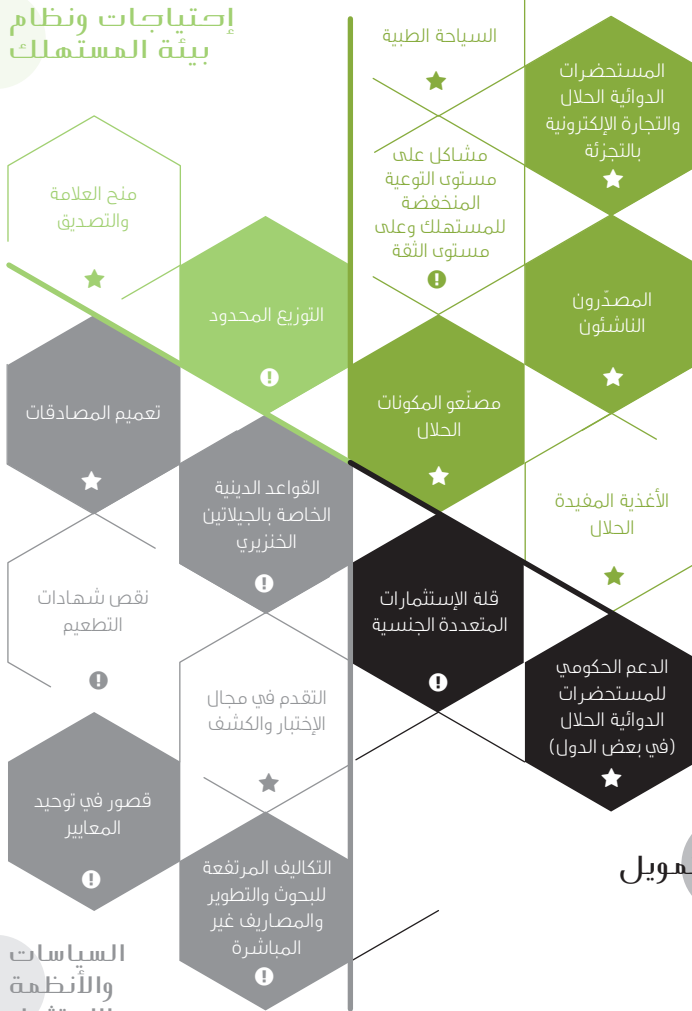 إحتياجات ونظام
بيئة المستهلك
السياحة الطبية
المستحضرات
الدوائية الحلال
والتجارة الإلكترونية
بالتجزئة
مشاكل على
مستوى التوعية
المنخفضة
للمستهلك وعلى
مستوى الثقة
منح العلامة
والتصديق
المصدّرون
الناشئون
التوزيع المحدود
مصنّعو المكونات
الحلال
تعميم المصادقات
القواعد الدينية
الخاصة بالجيلاتين
الخنزيري
الأغذية المفيدة
الحلال
قلة الإستثمارات
المتعددة الجنسية
نقص شهادات
التطعيم
الدعم الحكومي
للمستحضرات
الدوائية الحلال
(في بعض الدول)
التقدم في مجال
الإختبار والكشف
قصور في توحيد
المعايير
التكاليف المرتفعة
للبحوث والتطوير
والمصاريف غير
المباشرة
السياسات
والأنظمة